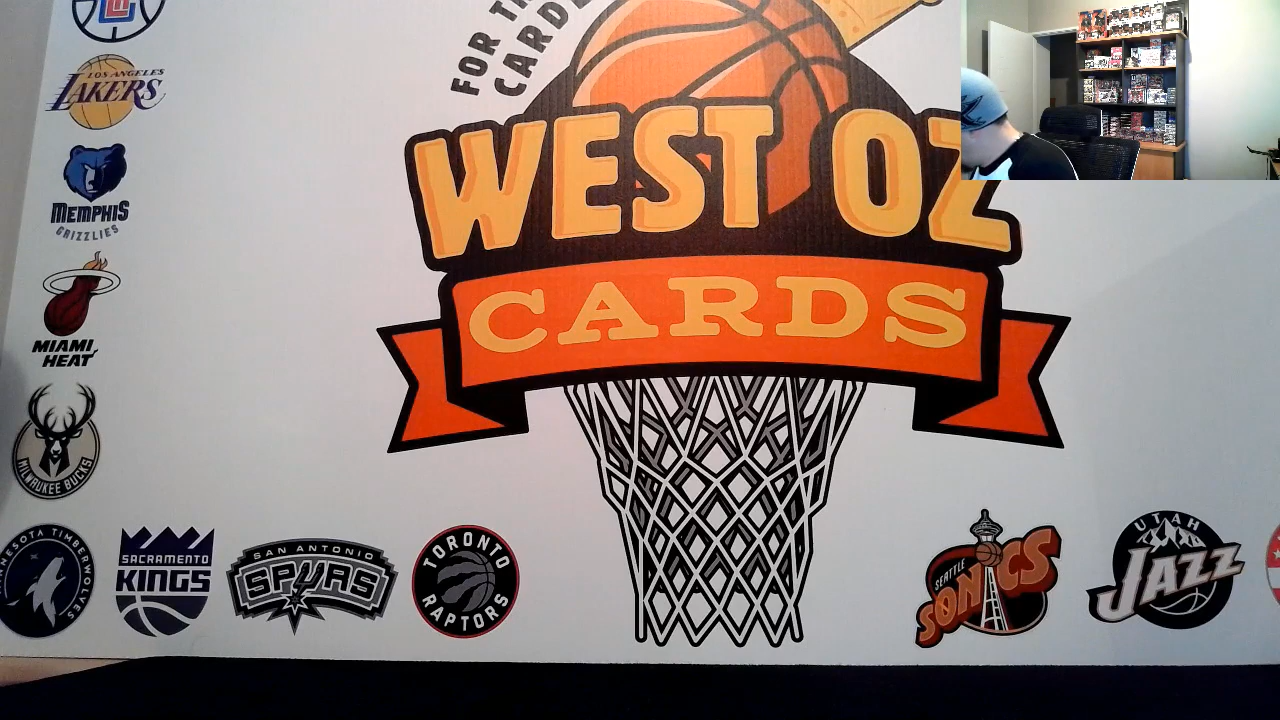 FOR TH
CARDE
WEST OZ
CARDS
LOS ANGELES
LAKERS
MEMPHIS
GRIZZLIES
MIAMI
HEAT
MILWAUKEE BUCKS
MINNESOTA TIMBERWOLVES
SACRAMENTO
KINGS
SAN ANTONIO
SPURS
TORONTO
RAPTORS
SEATTLE
SONICS
UTAH
JAZZ